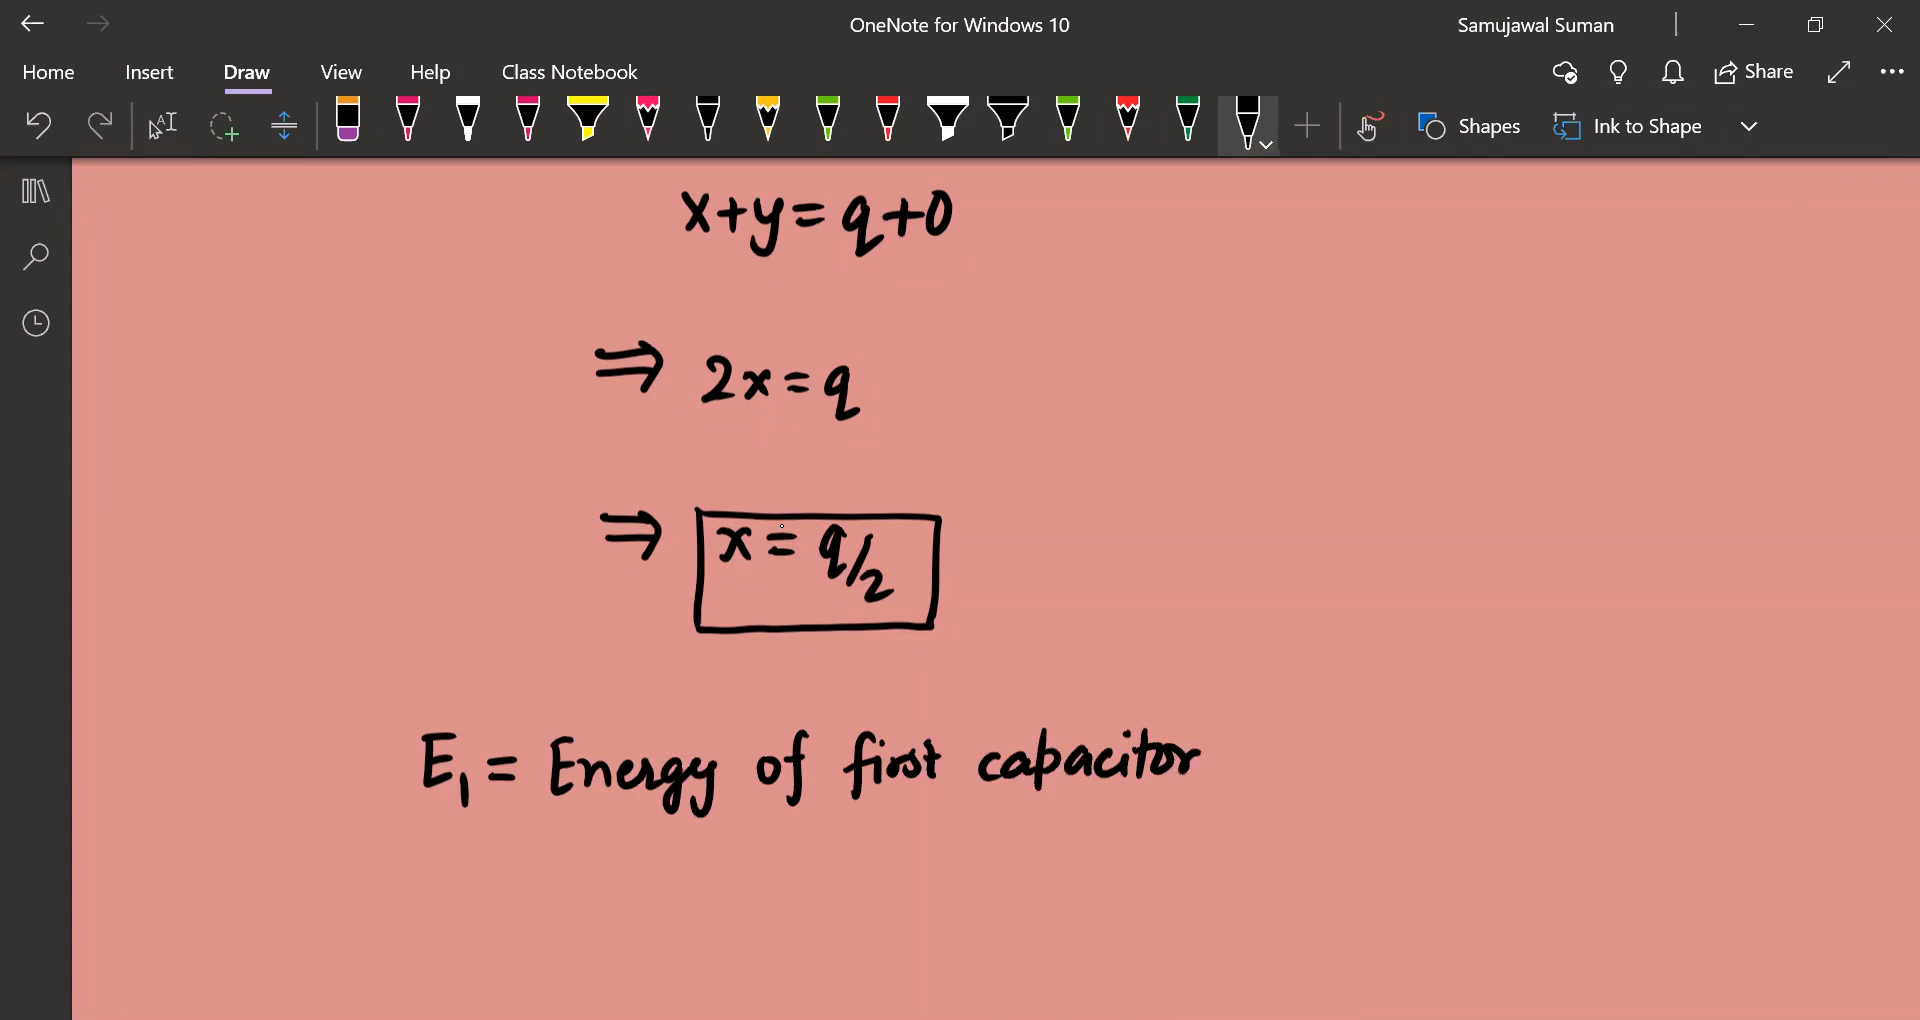 OneNote for Windows 10
Samujawal Suman
Home Insert Draw View Help Class Notebook
Share
Shapes Ink to Shape
x+y=q+0
⇒ 2x=q
⇒ x=q/2
E₁ = Energy of first capacitor